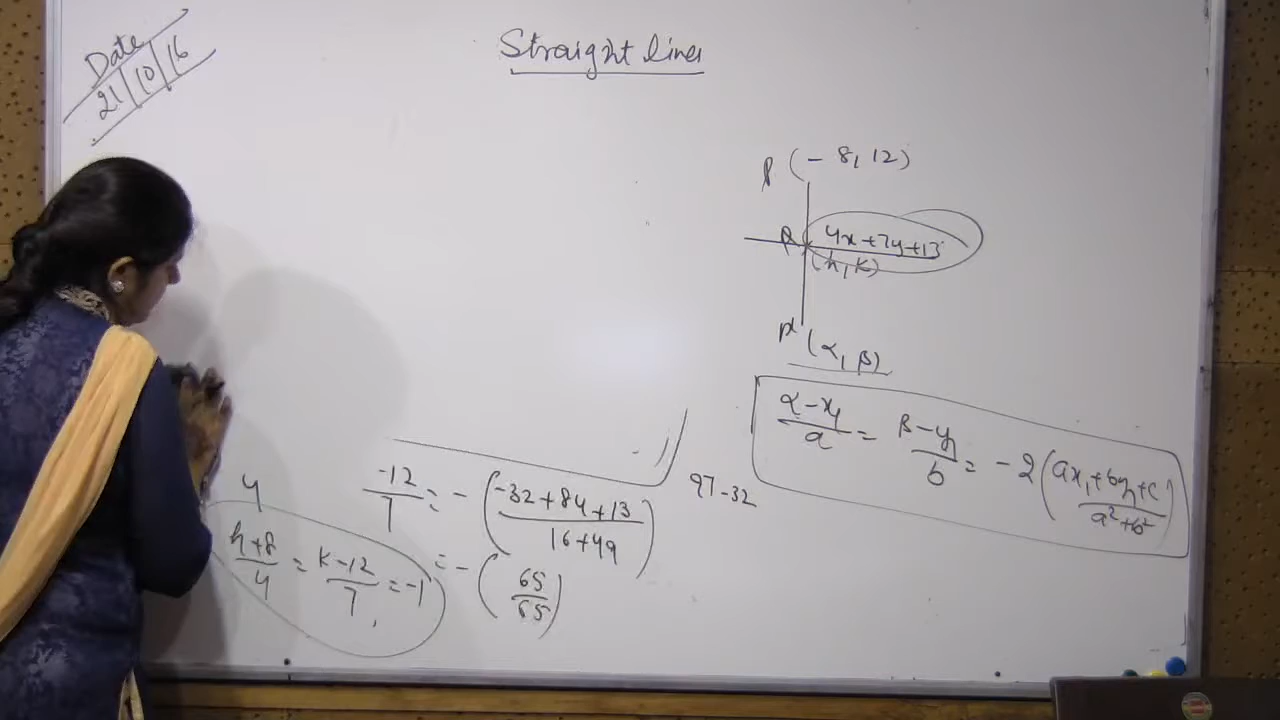 Date
21/10/16
Straight lines
P (- 8, 12)
Q 4x+7y+13
(h, k)
P' (α, β)
α - x₁ / a = β - y₁ / b = - 2 (ax₁ + by₁ + c / a² + b²)
97-32
-12 / 7 = - (-32 + 84 + 13 / 16 + 49)
= - (65 / 65)
4
h+8 / 4 = k-12 / 7 = -1